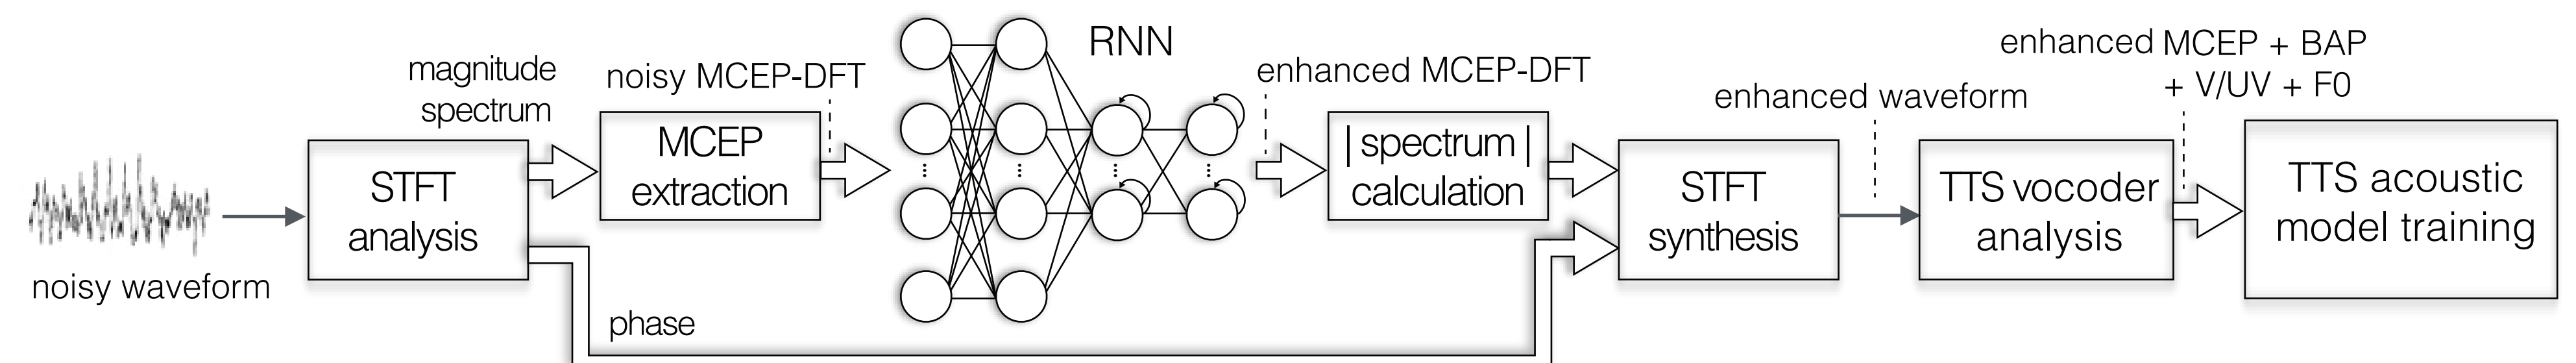 noisy waveform
STFT
analysis
magnitude
spectrum
phase
MCEP
extraction
noisy MCEP-DFT
RNN
enhanced MCEP-DFT
| spectrum |
calculation
STFT
synthesis
enhanced waveform
TTS vocoder
analysis
enhanced MCEP + BAP
+ V/UV + F0
TTS acoustic
model training